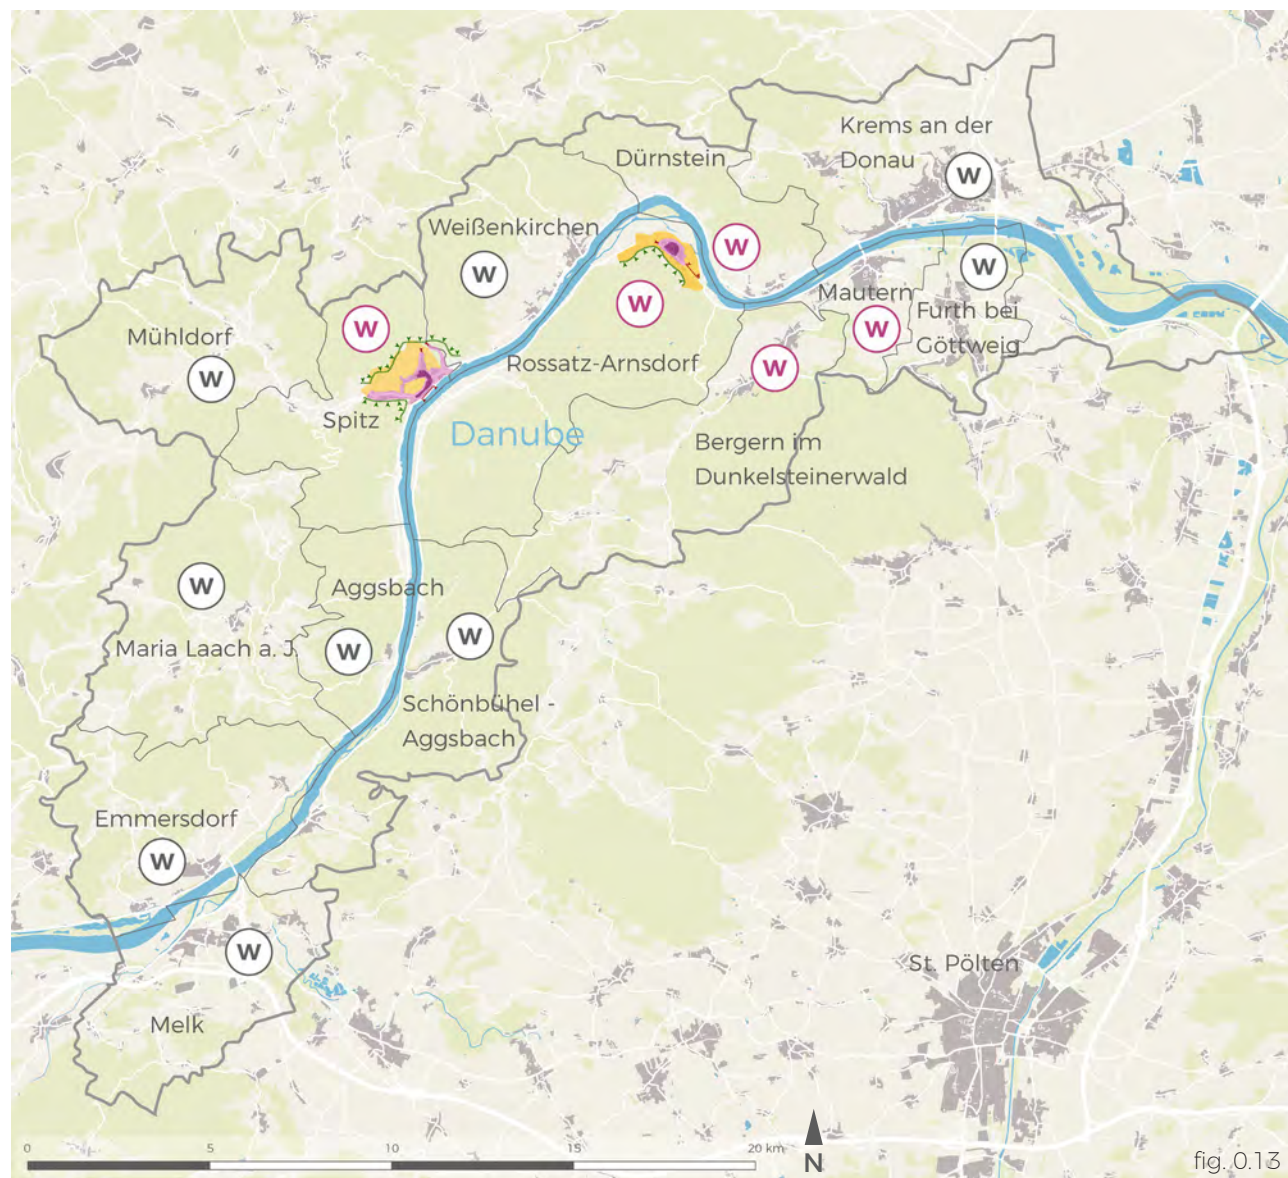 Krems an der
Donau
W
Dürnstein
Weißenkirchen
W
W
W
W
Mautern
W
Furth bei
Göttweig
W
Mühldorf
W
Rossatz-Arnsdorf
W
Spitz
Danube
Bergern im
Dunkelsteinerwald
W
Aggsbach
Maria Laach a. J.
W
W
Schönbühel -
Aggsbach
Emmersdorf
W
W
St. Pölten
Melk
0 5 10 15 20 km
N
fig. 0.13